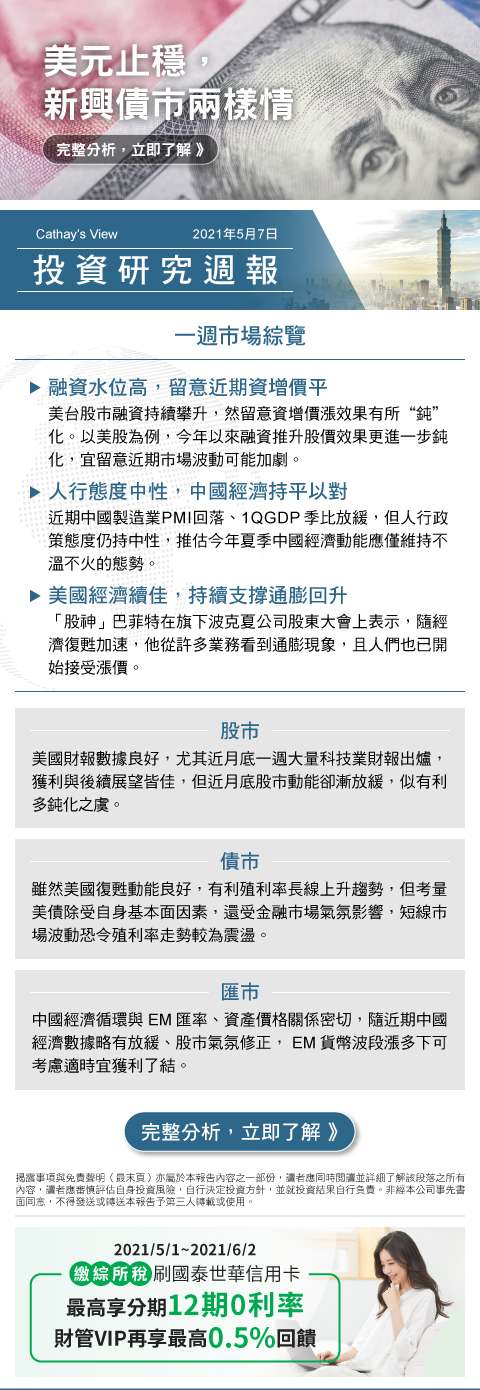 美元止穩，
新興債市兩樣情
完整分析，立即了解 》
Cathay's View 2021年5月7日
投資研究週報
一週市場綜覽
▶ 融資水位高，留意近期資增價平
美台股市融資持續攀升，然留意資增價漲效果有所“鈍”
化。以美股為例，今年以來融資推升股價效果更進一步鈍
化，宜留意近期市場波動可能加劇。
▶ 人行態度中性，中國經濟持平以對
近期中國製造業PMI回落、1QGDP 季比放緩，但人行政
策態度仍持中性，推估今年夏季中國經濟動能應僅維持不
溫不火的態勢。
▶ 美國經濟續佳，持續支撐通膨回升
「股神」巴菲特在旗下波克夏公司股東大會上表示，隨經
濟復甦加速，他從許多業務看到通膨現象，且人們也已開
始接受漲價。
股市
美國財報數據良好，尤其近月底一週大量科技業財報出爐，
獲利與後續展望皆佳，但近月底股市動能卻漸放緩，似有利
多鈍化之虞。
債市
雖然美國復甦動能良好，有利殖利率長線上升趨勢，但考量
美債除受自身基本面因素，還受金融市場氣氛影響，短線市
場波動恐令殖利率走勢較為震盪。
匯市
中國經濟循環與 EM 匯率、資產價格關係密切，隨近期中國
經濟數據略有放緩、股市氣氛修正， EM 貨幣波段漲多下可
考慮適時宜獲利了結。
完整分析，立即了解 》
揭露事項與免責聲明（最末頁）亦屬於本報告內容之一部份，讀者應同時閱讀並詳細了解該段落之所有
內容，讀者應審慎評估自身投資風險，自行決定投資方針，並就投資結果自行負責。非經本公司事先書
面同意，不得發送或轉送本報告予第三人轉載或使用。
2021/5/1~2021/6/2
繳綜所稅刷國泰世華信用卡
最高享分期12期0利率
財管VIP再享最高0.5%回饋